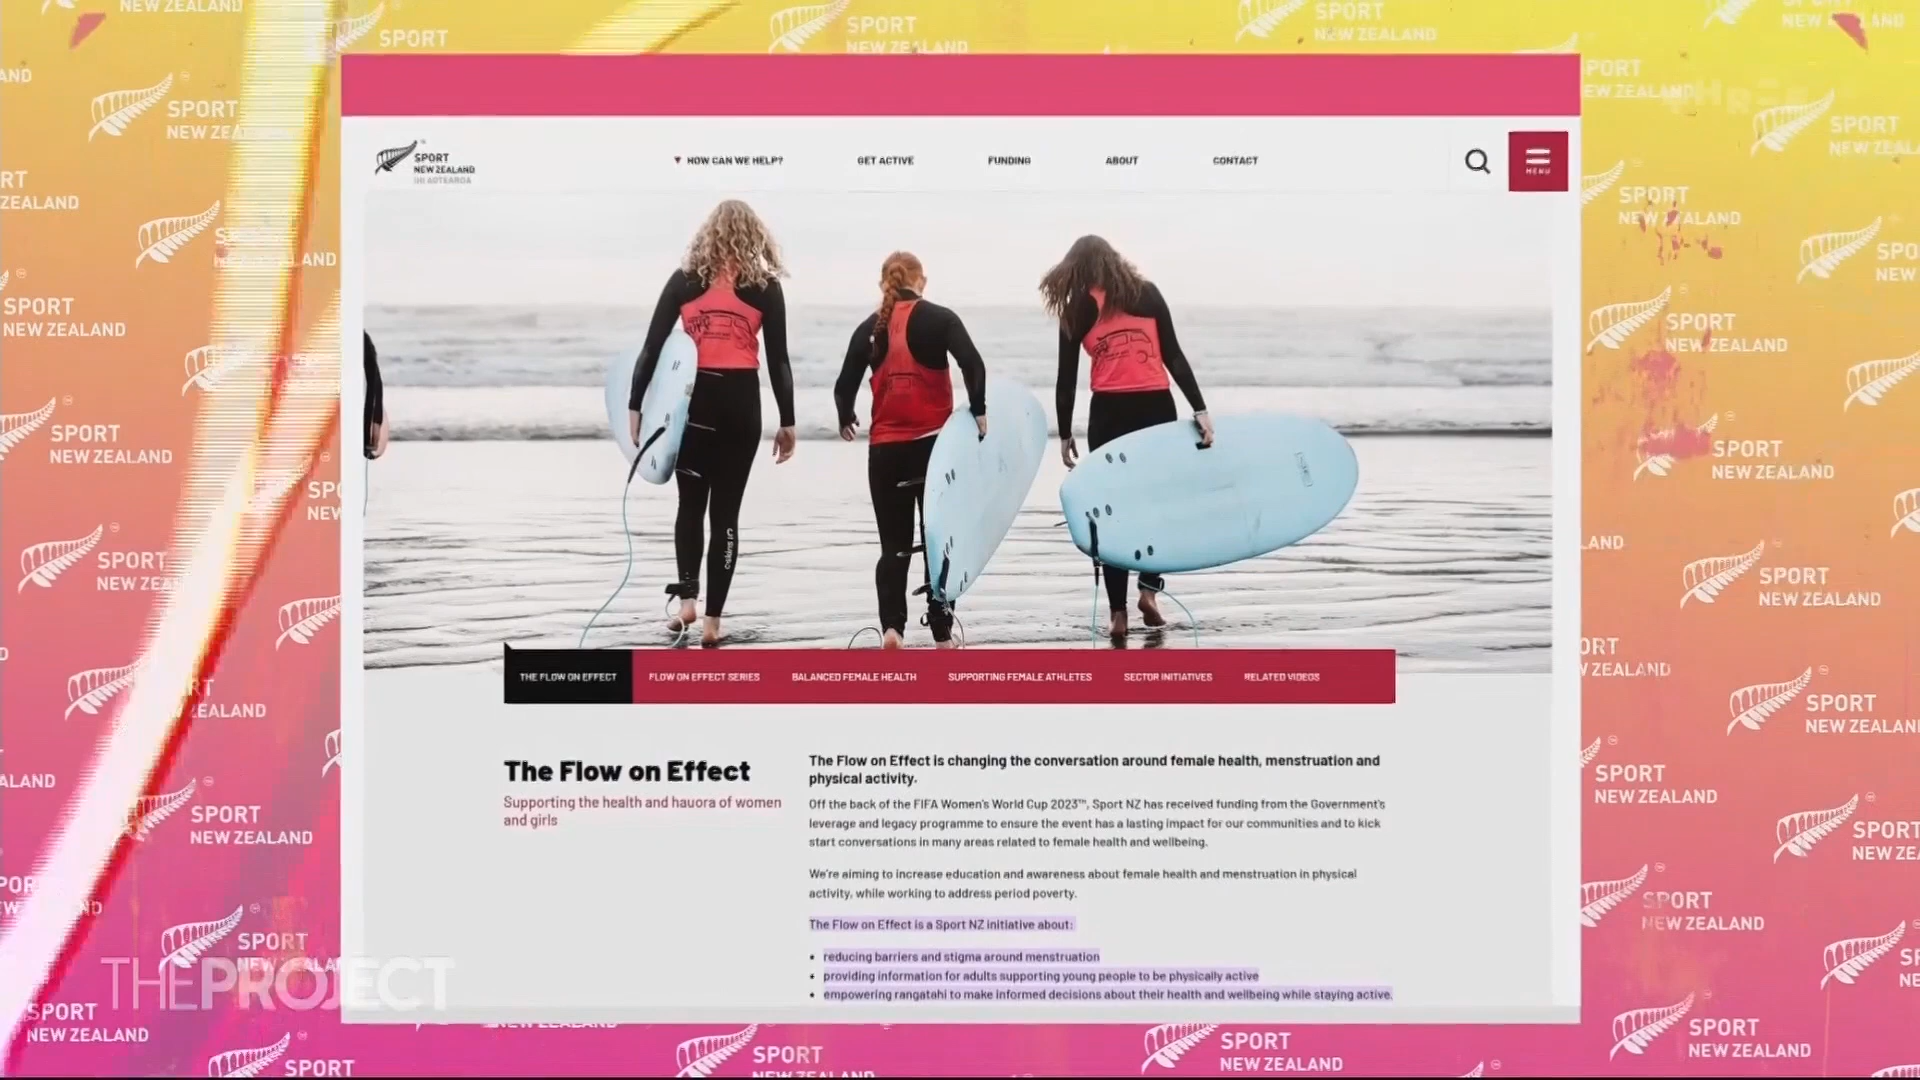 SPORT
NEW ZEALAND
IHI AOTEAROA
HOW CAN WE HELP?
GET ACTIVE
FUNDING
ABOUT
CONTACT
MENU
THE FLOW ON EFFECT
FLOW ON EFFECT SERIES
BALANCED FEMALE HEALTH
SUPPORTING FEMALE ATHLETES
SECTOR INITIATIVES
RELATED VIDEOS
The Flow on Effect
Supporting the health and hauora of women
and girls
The Flow on Effect is changing the conversation around female health, menstruation and
physical activity.
Off the back of the FIFA Women's World Cup 2023™, Sport NZ has received funding from the Government's
leverage and legacy programme to ensure the event has a lasting impact for our communities and to kick
start conversations in many areas related to female health and wellbeing.
We're aiming to increase education and awareness about female health and menstruation in physical
activity, while working to address period poverty.
The Flow on Effect is a Sport NZ initiative about:
• reducing barriers and stigma around menstruation
• providing information for adults supporting young people to be physically active
• empowering rangatahi to make informed decisions about their health and wellbeing while staying active.
THE PROJECT
SPORT
NEW ZEALAND